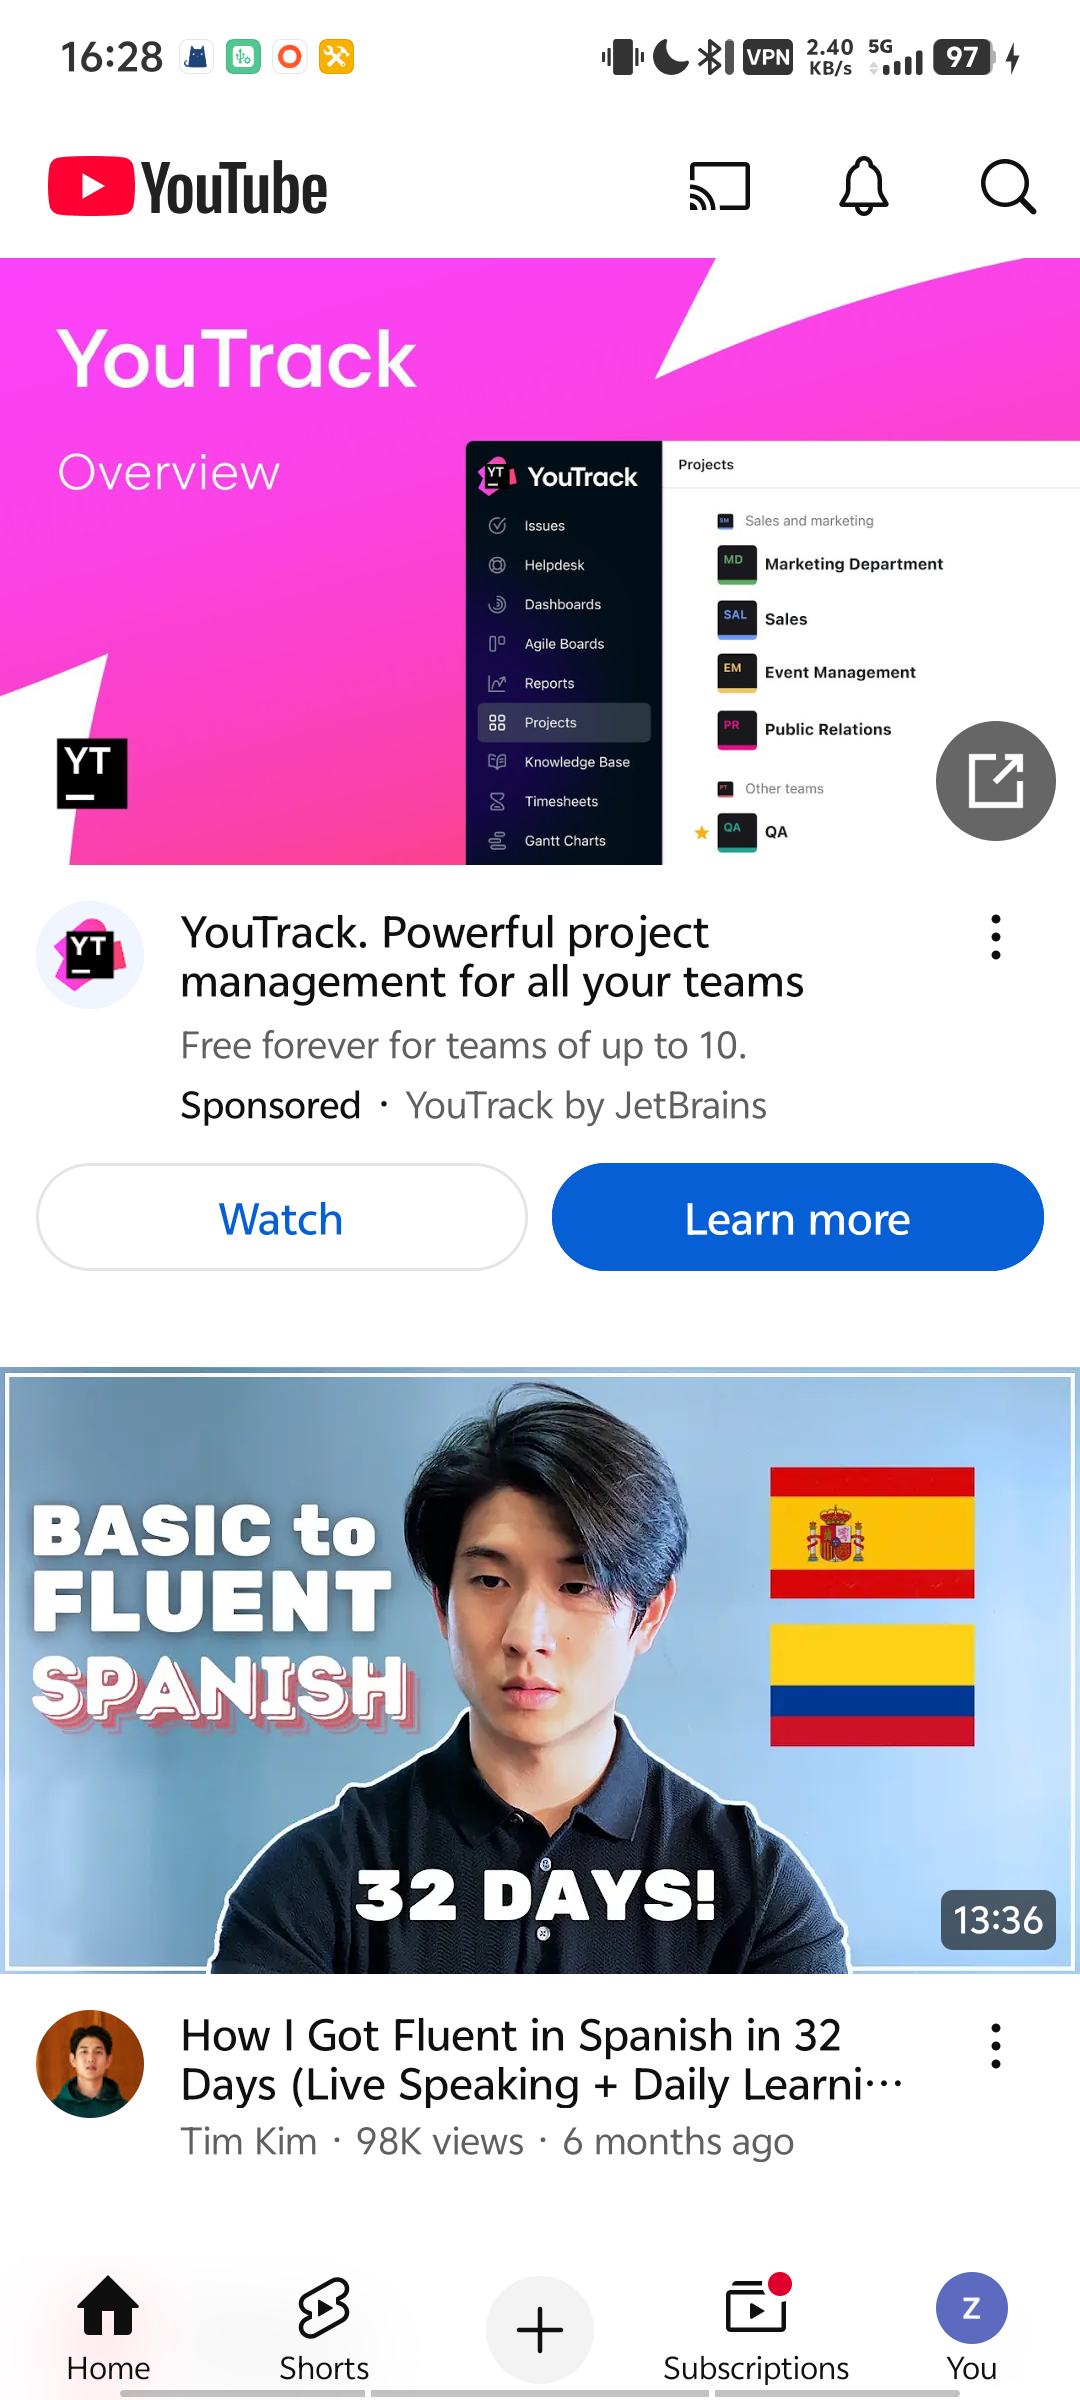 16:28
VPN
2.40
KB/s
5G
97
YouTube
YouTrack
Overview
YT
YouTrack
Issues
Helpdesk
Dashboards
Agile Boards
Reports
Projects
Knowledge Base
Timesheets
Gantt Charts
Projects
SM Sales and marketing
MD Marketing Department
SAL Sales
EM Event Management
PR Public Relations
PT Other teams
QA QA
YT
YT
YouTrack. Powerful project
management for all your teams
Free forever for teams of up to 10.
Sponsored · YouTrack by JetBrains
Watch
Learn more
BASIC to
FLUENT
SPANISH
32 DAYS!
13:36
How I Got Fluent in Spanish in 32
Days (Live Speaking + Daily Learni...
Tim Kim · 98K views · 6 months ago
Home
Shorts
Subscriptions
Z
You